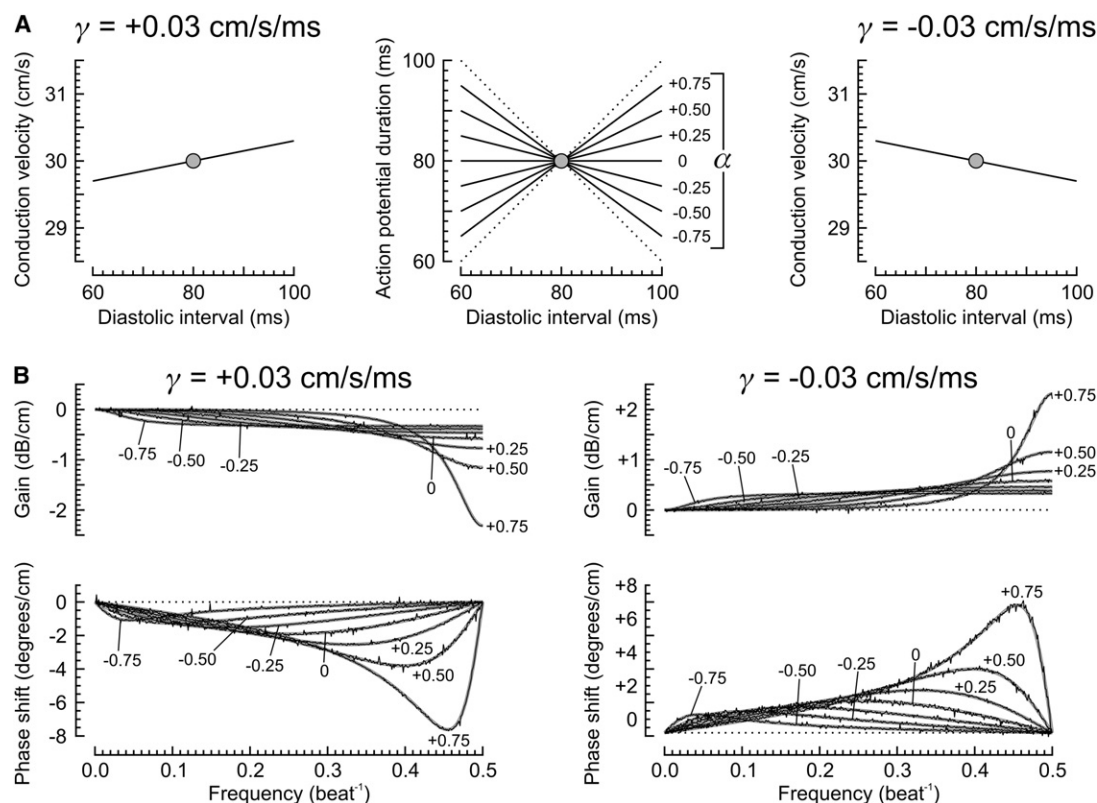 A
γ = +0.03 cm/s/ms
γ = -0.03 cm/s/ms
Conduction velocity (cm/s)
31
30
29
60 80 100
Diastolic interval (ms)
Action potential duration (ms)
100
80
60
+0.75
+0.50
+0.25
0
-0.25
-0.50
-0.75
α
60 80 100
Diastolic interval (ms)
Conduction velocity (cm/s)
31
30
29
60 80 100
Diastolic interval (ms)
B
γ = +0.03 cm/s/ms
Gain (dB/cm)
0
-1
-2
-0.75
-0.50
-0.25
0
+0.25
+0.50
+0.75
γ = -0.03 cm/s/ms
Gain (dB/cm)
+2
+1
0
-0.75
-0.50
-0.25
0
+0.75
+0.50
+0.25
Phase shift (degrees/cm)
0
-2
-4
-6
-8
-0.75
-0.50
-0.25
0
+0.25
+0.50
+0.75
0.0 0.1 0.2 0.3 0.4 0.5
Frequency (beat⁻¹)
Phase shift (degrees/cm)
+8
+6
+4
+2
0
-0.75
-0.50
-0.25
0
+0.75
+0.50
+0.25
0.0 0.1 0.2 0.3 0.4 0.5
Frequency (beat⁻¹)